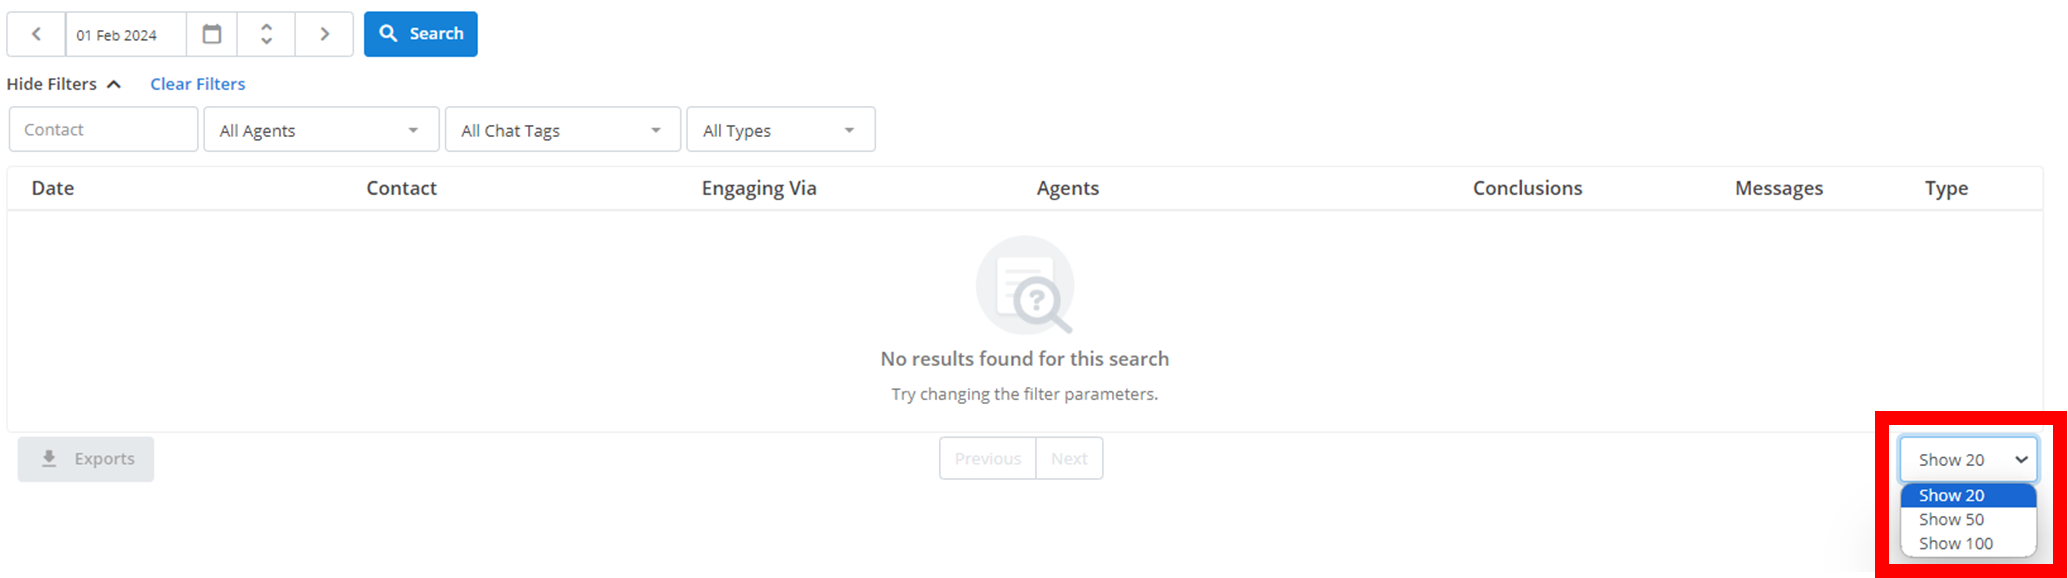 01 Feb 2024 Search
Hide Filters Clear Filters
Contact All Agents All Chat Tags All Types
Date Contact Engaging Via Agents Conclusions Messages Type
?
No results found for this search
Try changing the filter parameters.
Exports Previous Next Show 20
Show 20
Show 50
Show 100